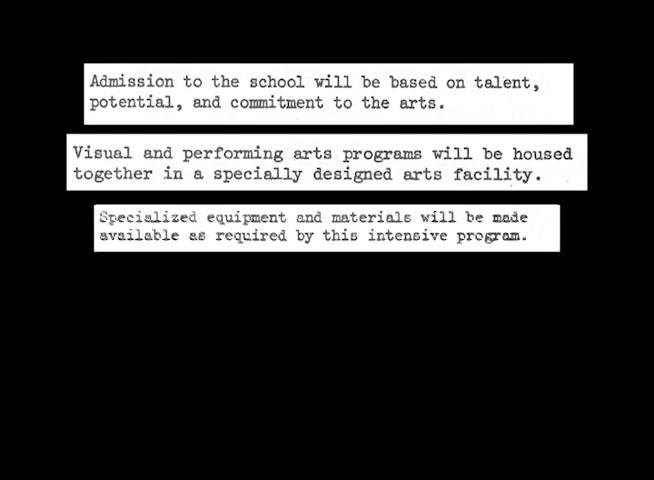 Admission to the school will be based on talent,
potential, and commitment to the arts.
Visual and performing arts programs will be housed
together in a specially designed arts facility.
Specialized equipment and materials will be made
available as required by this intensive program.